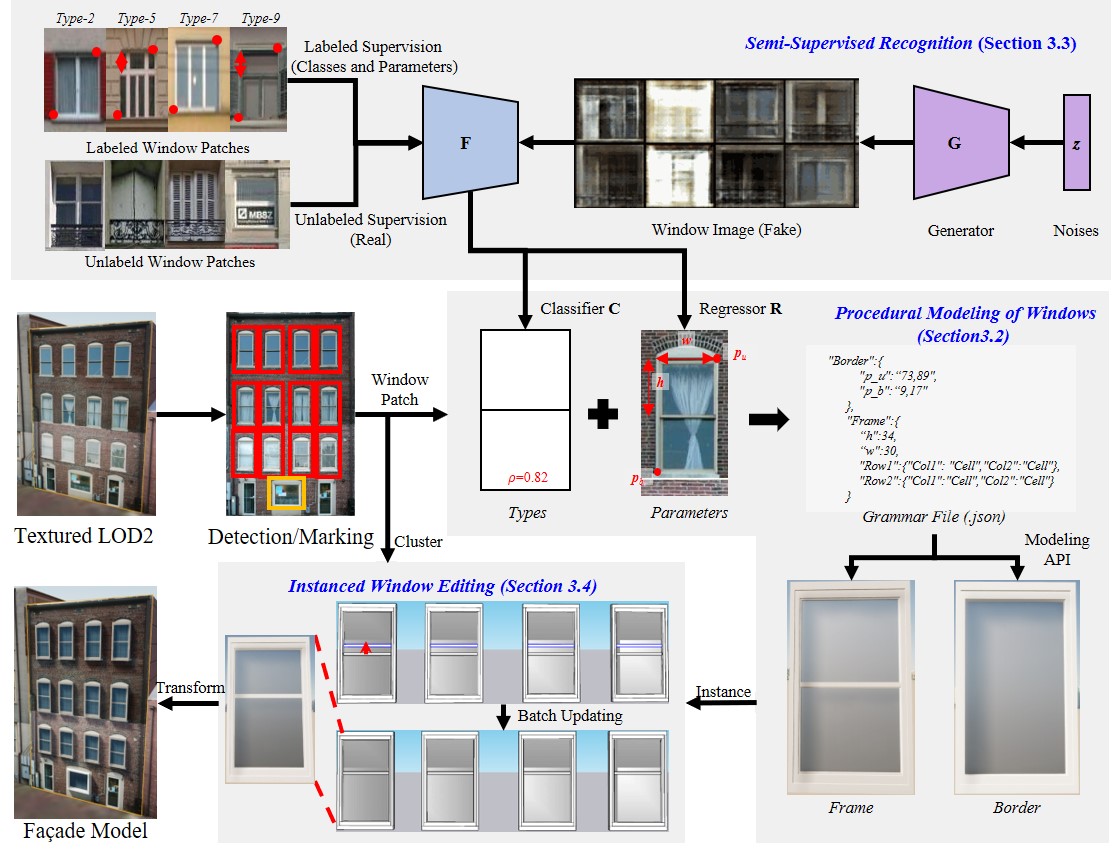 Type-2 Type-5 Type-7 Type-9
Labeled Supervision
(Classes and Parameters)
Semi-Supervised Recognition (Section 3.3)
Labeled Window Patches
F
G
z
MBSZ
Unlabeled Supervision
(Real)
Unlabeld Window Patches
Window Image (Fake)
Generator
Noises
Classifier C
Regressor R
Procedural Modeling of Windows
(Section3.2)
Window
Patch
w
p_u
h
ρ=0.82
Types
Parameters
"Border":{
"p_u":“73,89",
"p_b":“9,17”
},
"Frame":{
“h":34,
“w":30,
"Row1":{"Col1": "Cell","Col2":"Cell"},
"Row2":{"Col1":"Cell","Col2":"Cell"}
}
Grammar File (.json)
Textured LOD2
Detection/Marking
Cluster
Modeling
API
Instanced Window Editing (Section 3.4)
Transform
Batch Updating
Instance
Frame
Border
Façade Model